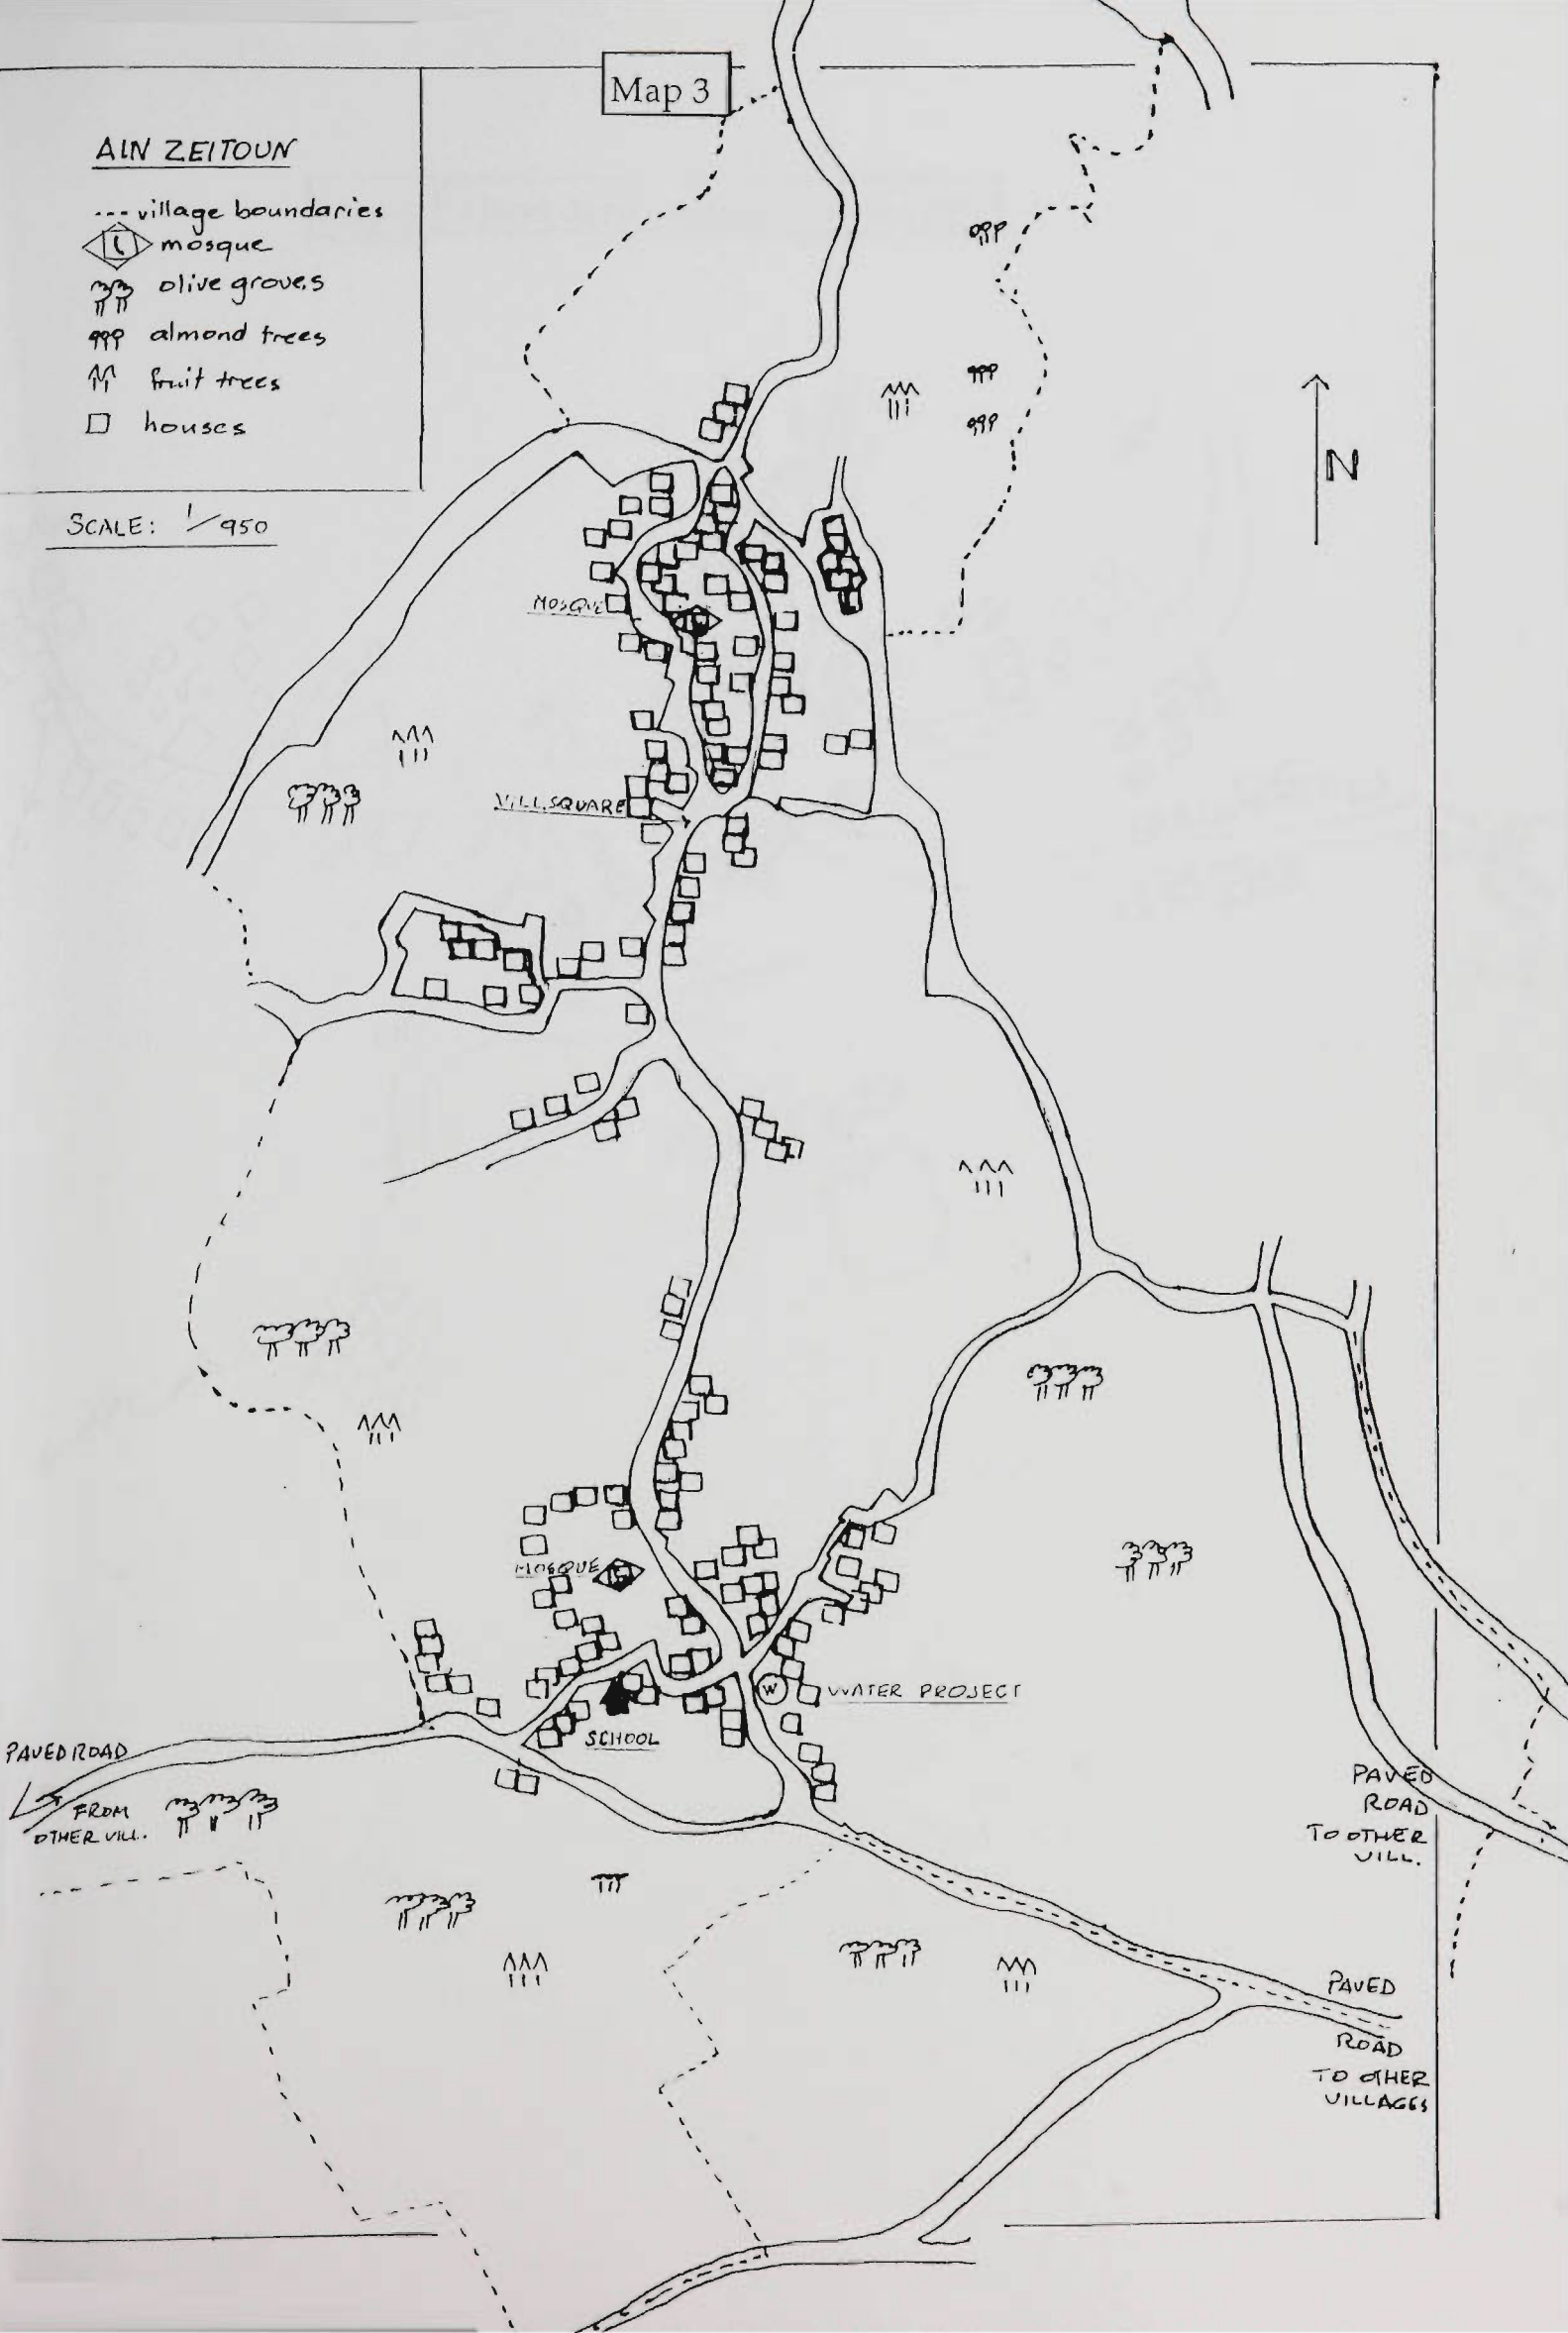 Map 3
AIN ZEITOUN
village boundaries
mosque
olive groves
almond trees
fruit trees
houses
SCALE: 1/950
N
MOSQUE
VILL.SQUARE
MOSQUE
W
WATER PROJECT
SCHOOL
PAVED ROAD
FROM
OTHER VILL.
PAVED
ROAD
TO OTHER
VILL.
PAVED
ROAD
TO OTHER
VILLAGES